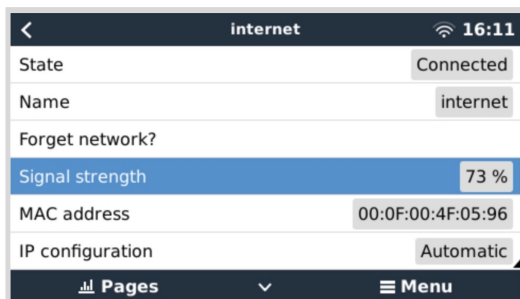 internet 16:11
State Connected
Name internet
Forget network?
Signal strength 73 %
MAC address 00:0F:00:4F:05:96
IP configuration Automatic
Pages Menu